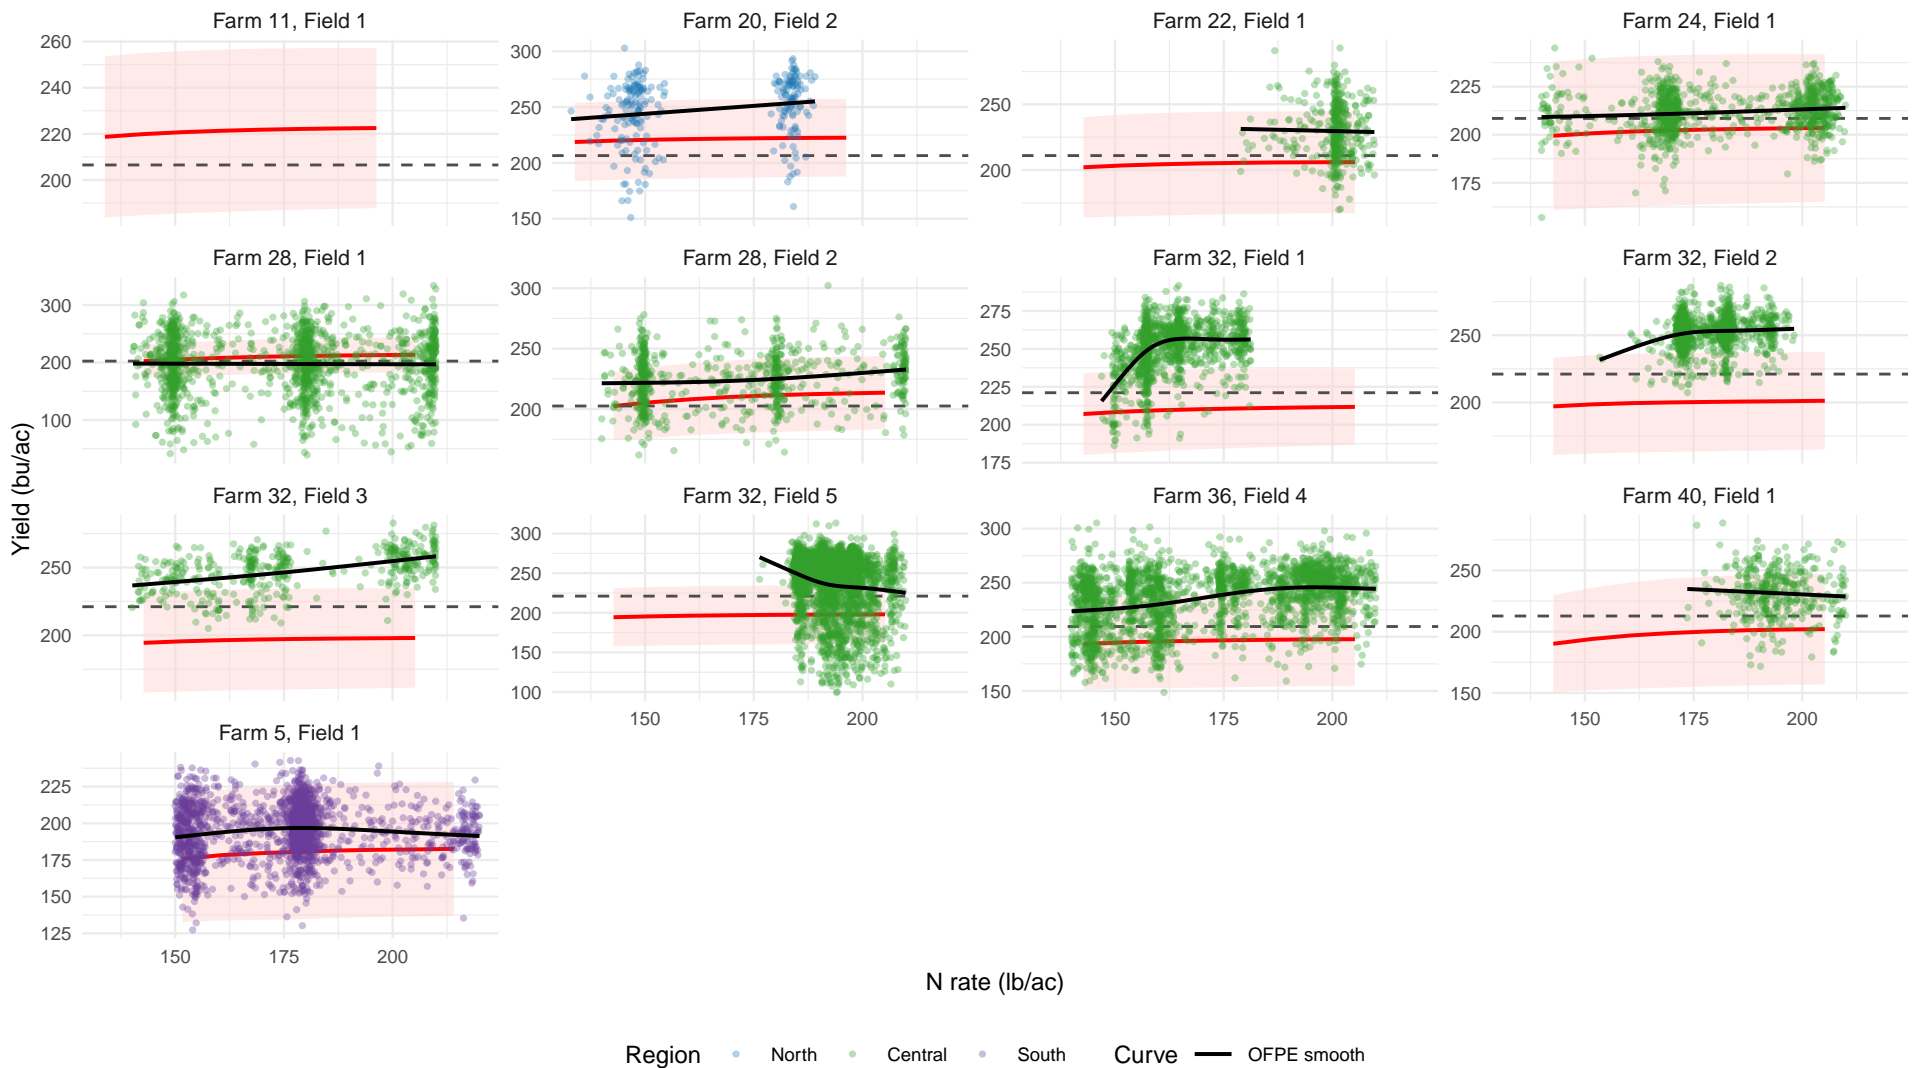 Farm 11, Field 1
Farm 20, Field 2
Farm 22, Field 1
Farm 24, Field 1
260
240
220
200
300
250
200
150
250
200
225
200
175
Farm 28, Field 1
Farm 28, Field 2
Farm 32, Field 1
Farm 32, Field 2
300
200
100
300
250
200
275
250
225
200
175
250
200
Farm 32, Field 3
Farm 32, Field 5
Farm 36, Field 4
Farm 40, Field 1
250
200
300
250
200
150
100
300
250
200
150
250
200
150
150 175 200
150 175 200
150 175 200
Farm 5, Field 1
225
200
175
150
125
150 175 200
Yield (bu/ac)
N rate (lb/ac)
Region North Central South Curve OFPE smooth